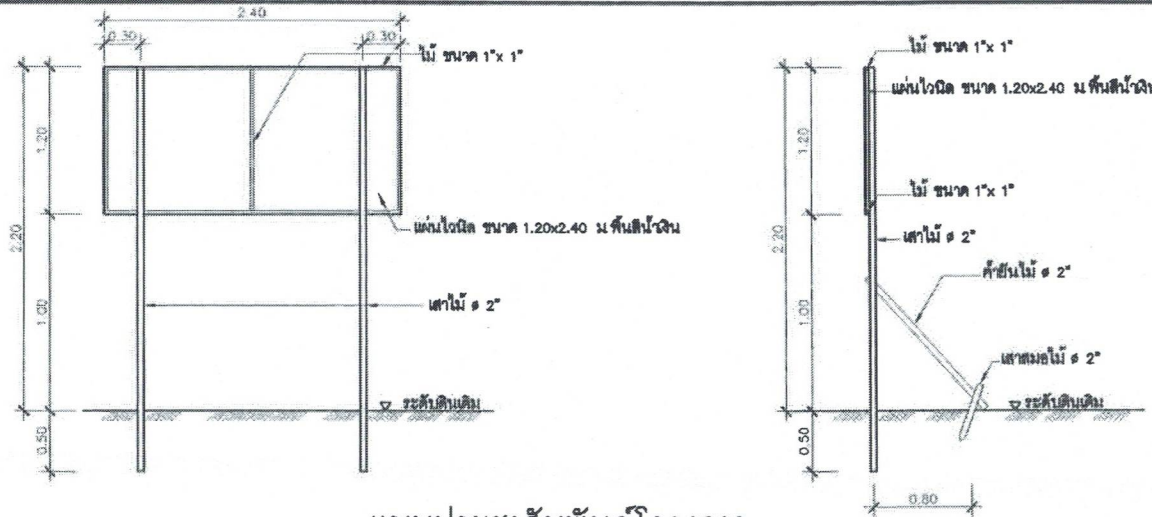 2.40
0.30
0.30
ไม้ ขนาด 1"x 1"
1.20
2.20
แผ่นไวนิล ขนาด 1.20x2.40 ม.พื้นสีน้ำเงิน
1.00
เสาไม้ ø 2"
ระดับดินเดิม
0.50
ไม้ ขนาด 1"x 1"
แผ่นไวนิล ขนาด 1.20x2.40 ม.พื้นสีน้ำเงิน
1.20
ไม้ ขนาด 1"x 1"
2.20
เสาไม้ ø 2"
ค้ำยันไม้ ø 2"
1.00
เสาสมอไม้ ø 2"
ระดับดินเดิม
0.50
0.80